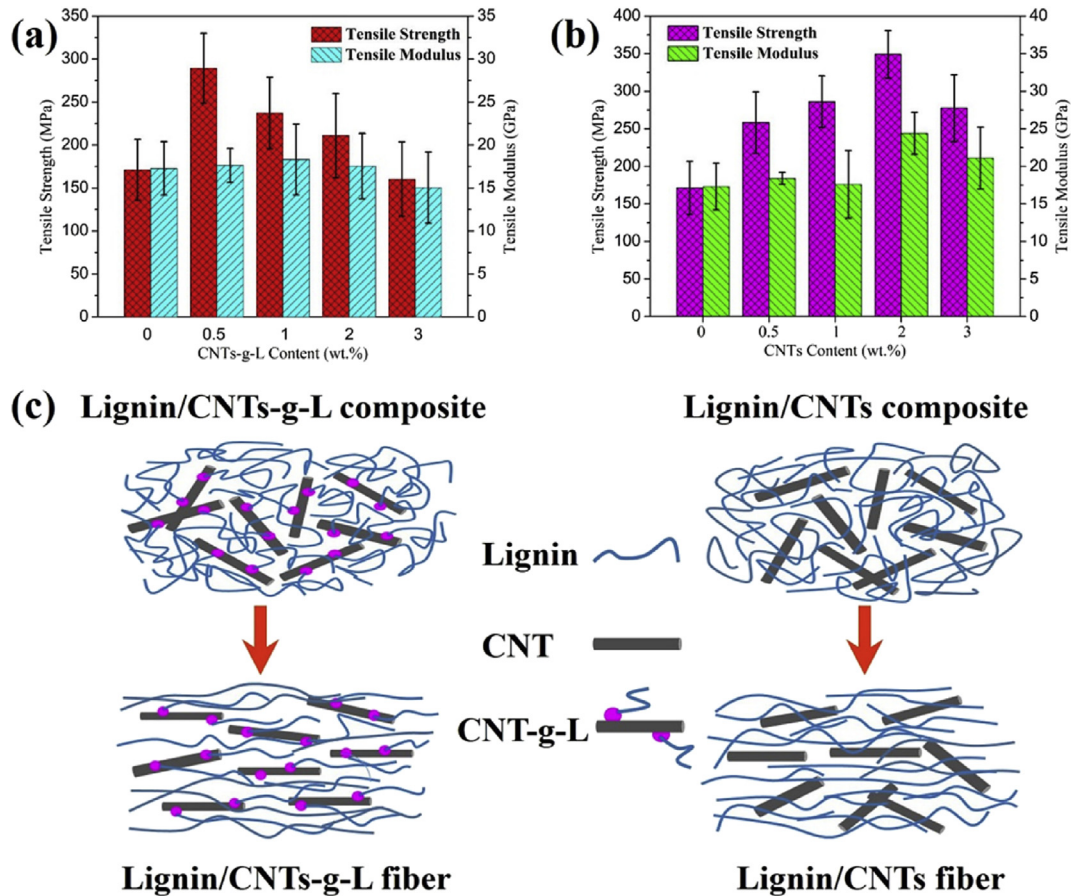 (a)
350
300
250
200
150
100
50
0
Tensile Strength (MPa)
Tensile Strength
Tensile Modulus
35
30
25
20
15
10
5
0
Tensile Modulus (GPa)
0 0.5 1 2 3
CNTs-g-L Content (wt.%)
(b)
400
350
300
250
200
150
100
50
0
Tensile Strength (MPa)
Tensile Strength
Tensile Modulus
40
35
30
25
20
15
10
5
0
Tensile Modulus (GPa)
0 0.5 1 2 3
CNTs Content (wt.%)
(c)
Lignin/CNTs-g-L composite
Lignin/CNTs composite
Lignin
CNT
CNT-g-L
Lignin/CNTs-g-L fiber
Lignin/CNTs fiber